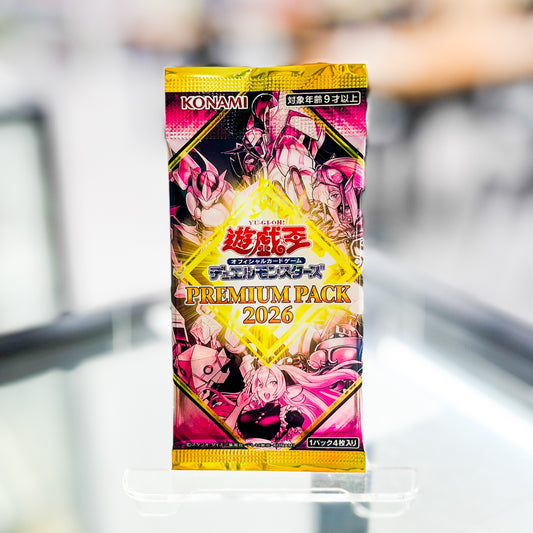 KONAMI
対象年齢9才以上
YU-GI-OH!
遊戯王
オフィシャルカードゲーム
デュエルモンスターズ
PREMIUM PACK
2026
1パック4枚入り